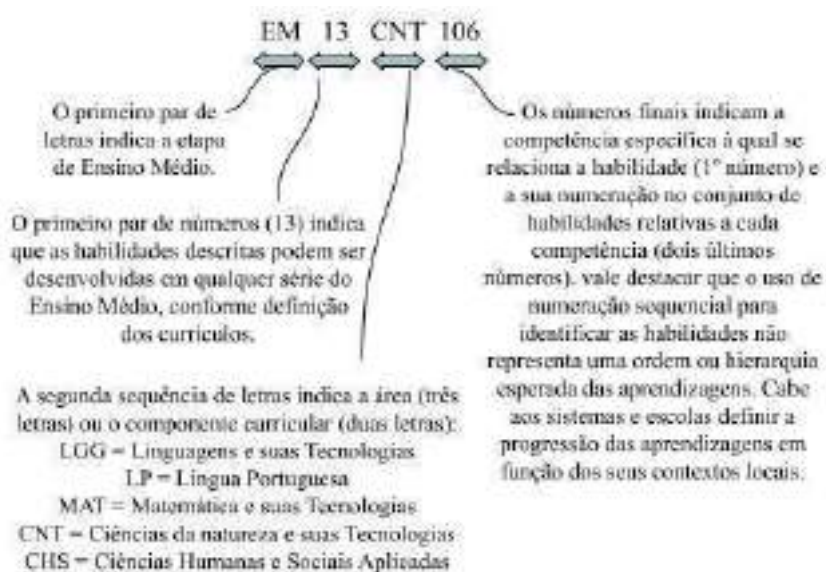 EM 13 CNT 106
O primeiro par de
letras indica a etapa
de Ensino Médio.
O primeiro par de números (13) indica
que as habilidades descritas podem ser
desenvolvidas em qualquer série do
Ensino Médio, conforme definição
dos currículos.
A segunda sequência de letras indica a área (três
letras) ou o componente curricular (duas letras):
LGG = Linguagens e suas Tecnologias
LP = Língua Portuguesa
MAT = Matemática e suas Tecnologias
CNT = Ciências da natureza e suas Tecnologias
CHS = Ciências Humanas e Sociais Aplicadas
Os números finais indicam a
competência específica à qual se
relaciona a habilidade (1º número) e
a sua numeração no conjunto de
habilidades relativas a cada
competência (dois últimos
números). vale destacar que o uso de
numeração sequencial para
identificar as habilidades não
representa uma ordem ou hierarquia
esperada das aprendizagens. Cabe
aos sistemas e escolas definir a
progressão das aprendizagens em
função dos seus contextos locais.